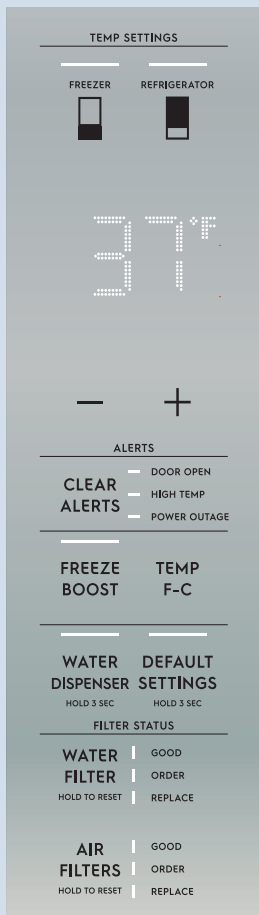 TEMP SETTINGS
FREEZER REFRIGERATOR
37°F
− +
ALERTS
CLEAR ALERTS
DOOR OPEN
HIGH TEMP
POWER OUTAGE
FREEZE BOOST
TEMP F-C
WATER DISPENSER
HOLD 3 SEC
DEFAULT SETTINGS
HOLD 3 SEC
FILTER STATUS
WATER FILTER
HOLD TO RESET
GOOD
ORDER
REPLACE
AIR FILTERS
HOLD TO RESET
GOOD
ORDER
REPLACE